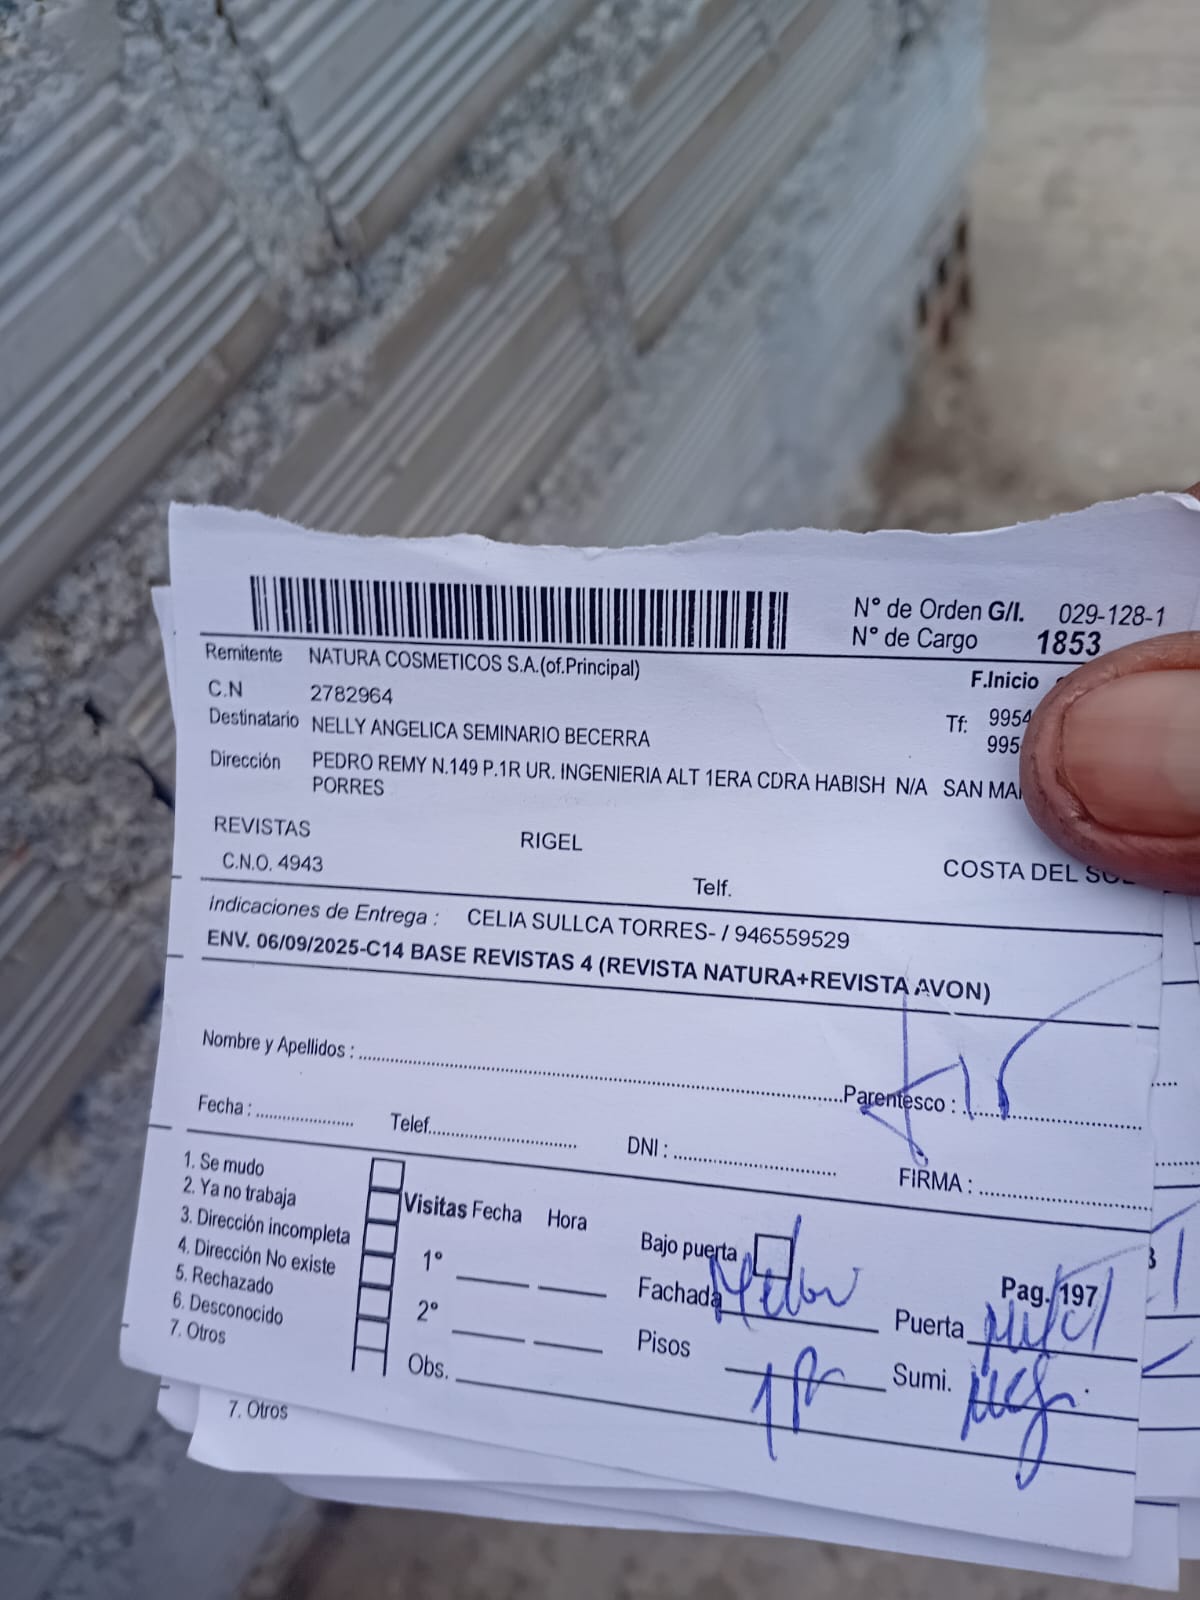 N° de Orden G/I. 029-128-1
N° de Cargo 1853
Remitente NATURA COSMETICOS S.A.(of.Principal)
F.Inicio
C.N 2782964
Tf: 9954
Destinatario NELLY ANGELICA SEMINARIO BECERRA
995
Dirección PEDRO REMY N.149 P.1R UR. INGENIERIA ALT 1ERA CDRA HABISH N/A SAN MA
PORRES
REVISTAS RIGEL
COSTA DEL
C.N.O. 4943 Telf.
Indicaciones de Entrega : CELIA SULLCA TORRES- / 946559529
ENV. 06/09/2025-C14 BASE REVISTAS 4 (REVISTA NATURA+REVISTA AVON)
Nombre y Apellidos : Parentesco :
Fecha : Telef. DNI : FIRMA :
1. Se mudo
2. Ya no trabaja
3. Dirección incompleta
4. Dirección No existe
5. Rechazado
6. Desconocido
7. Otros
Visitas Fecha Hora
1°
2°
Obs.
Bajo puerta
Pag. 197
Fachada
Puerta
Pisos
Sumi.
7. Otros